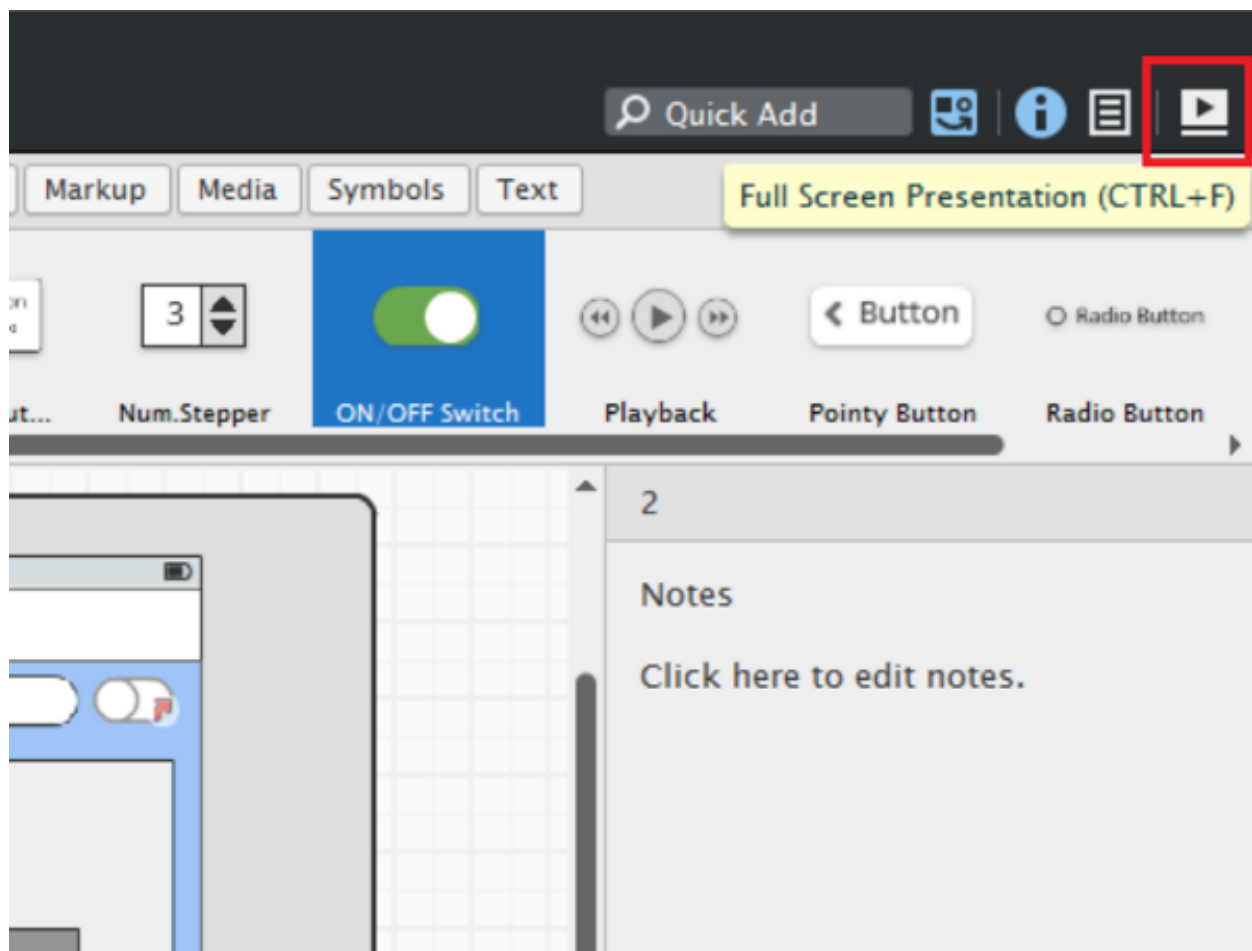 Quick Add
Markup Media Symbols Text
Full Screen Presentation (CTRL+F)
3
Button
Radio Button
ut... Num.Stepper ON/OFF Switch Playback Pointy Button Radio Button
2
Notes
Click here to edit notes.